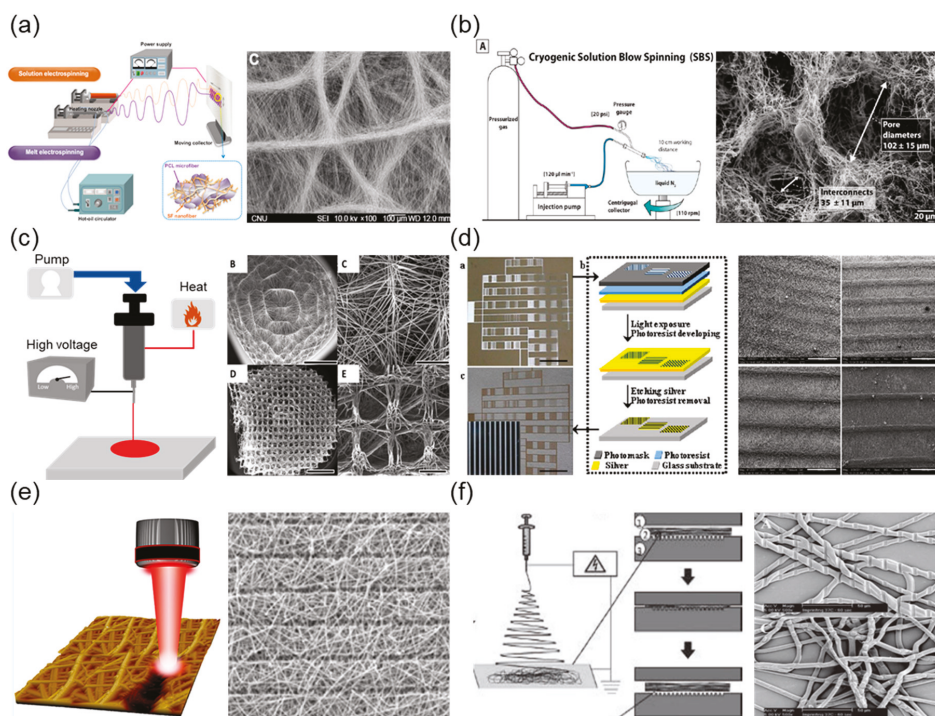 (a)
Power supply
Solution electrospinning
Heating nozzle
Melt electrospinning
Moving collector
PCL microfiber
SF nanofiber
Hot-oil circulator
C
CNU SEI 10.0 kv ×100 100 μm WD 12.0 mm
(b)
A
Cryogenic Solution Blow Spinning (SBS)
Pressurized
gas
[20 psi]
Pressure
gauge
10 cm working
distance
[120 μl min⁻¹]
liquid N₂
Injection pump
Centrifugal
collector
[110 rpm]
Pore
diameters
102 ± 15 μm
Interconnects
35 ± 11 μm
20 μm
(c)
Pump
Heat
High voltage
Low
High
B
C
D
E
(d)
a
b
c
Light exposure
Photoresist developing
Etching silver
Photoresist removal
Photomask
Photoresist
Silver
Glass substrate
(e)
(f)
1
2
3